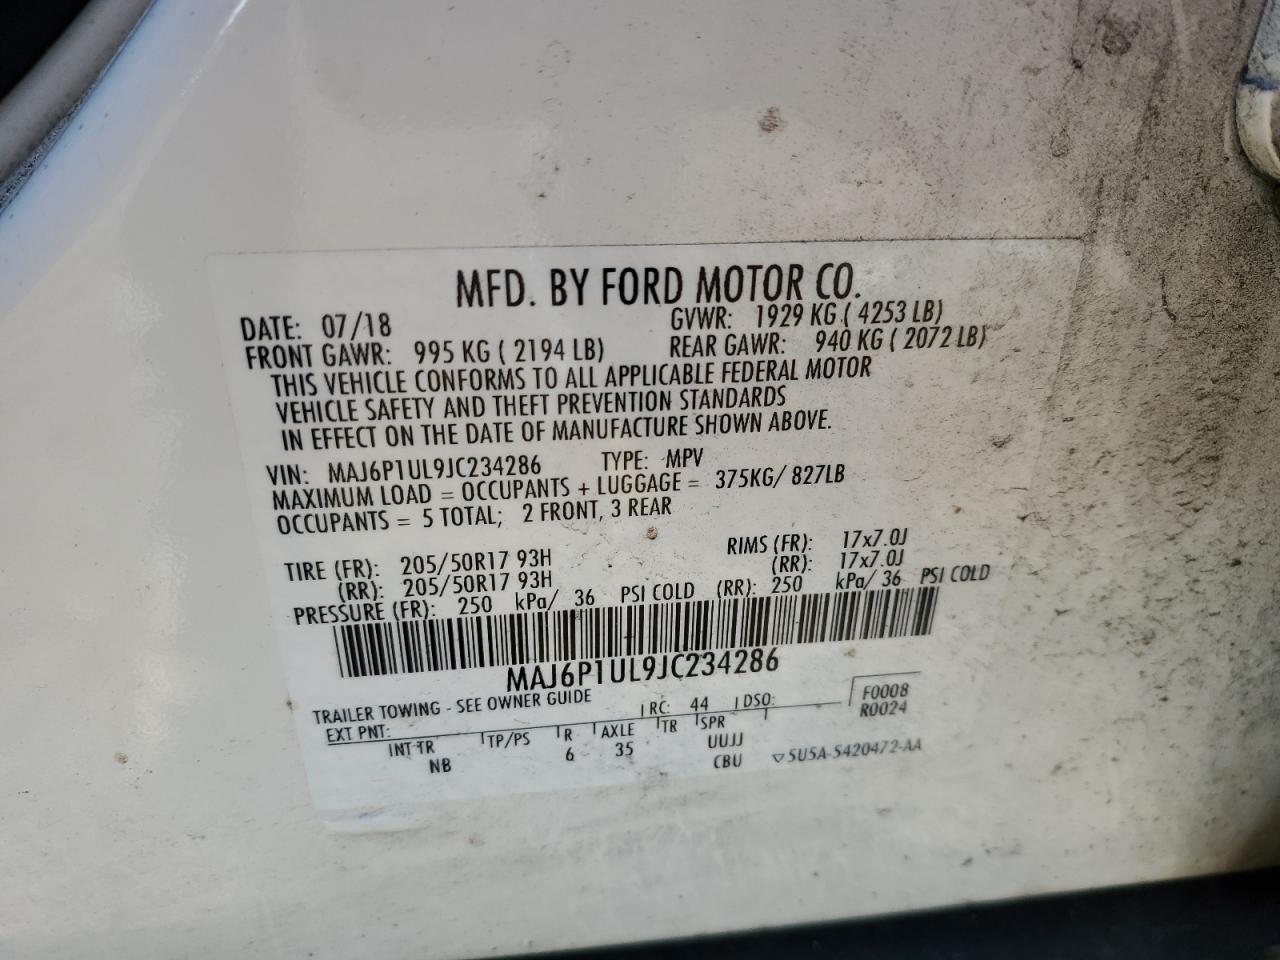 MFD. BY FORD MOTOR CO.
DATE: 07/18 GVWR: 1929 KG ( 4253 LB)
FRONT GAWR: 995 KG ( 2194 LB) REAR GAWR: 940 KG ( 2072 LB)
THIS VEHICLE CONFORMS TO ALL APPLICABLE FEDERAL MOTOR
VEHICLE SAFETY AND THEFT PREVENTION STANDARDS
IN EFFECT ON THE DATE OF MANUFACTURE SHOWN ABOVE.
VIN: MAJ6P1UL9JC234286 TYPE: MPV
MAXIMUM LOAD = OCCUPANTS + LUGGAGE = 375KG/ 827LB
OCCUPANTS = 5 TOTAL; 2 FRONT, 3 REAR
TIRE (FR): 205/50R17 93H RIMS (FR): 17x7.0J
(RR): 205/50R17 93H (RR): 17x7.0J
PRESSURE (FR): 250 kPa/ 36 PSI COLD (RR): 250 kPa/ 36 PSI COLD
MAJ6P1UL9JC234286
TRAILER TOWING - SEE OWNER GUIDE
EXT PNT: RC: 44 DSO: F0008
R0024
INT TR TP/PS R AXLE TR SPR
NB 6 35 UUJJ
CBU ▽5U5A-5420472-AA